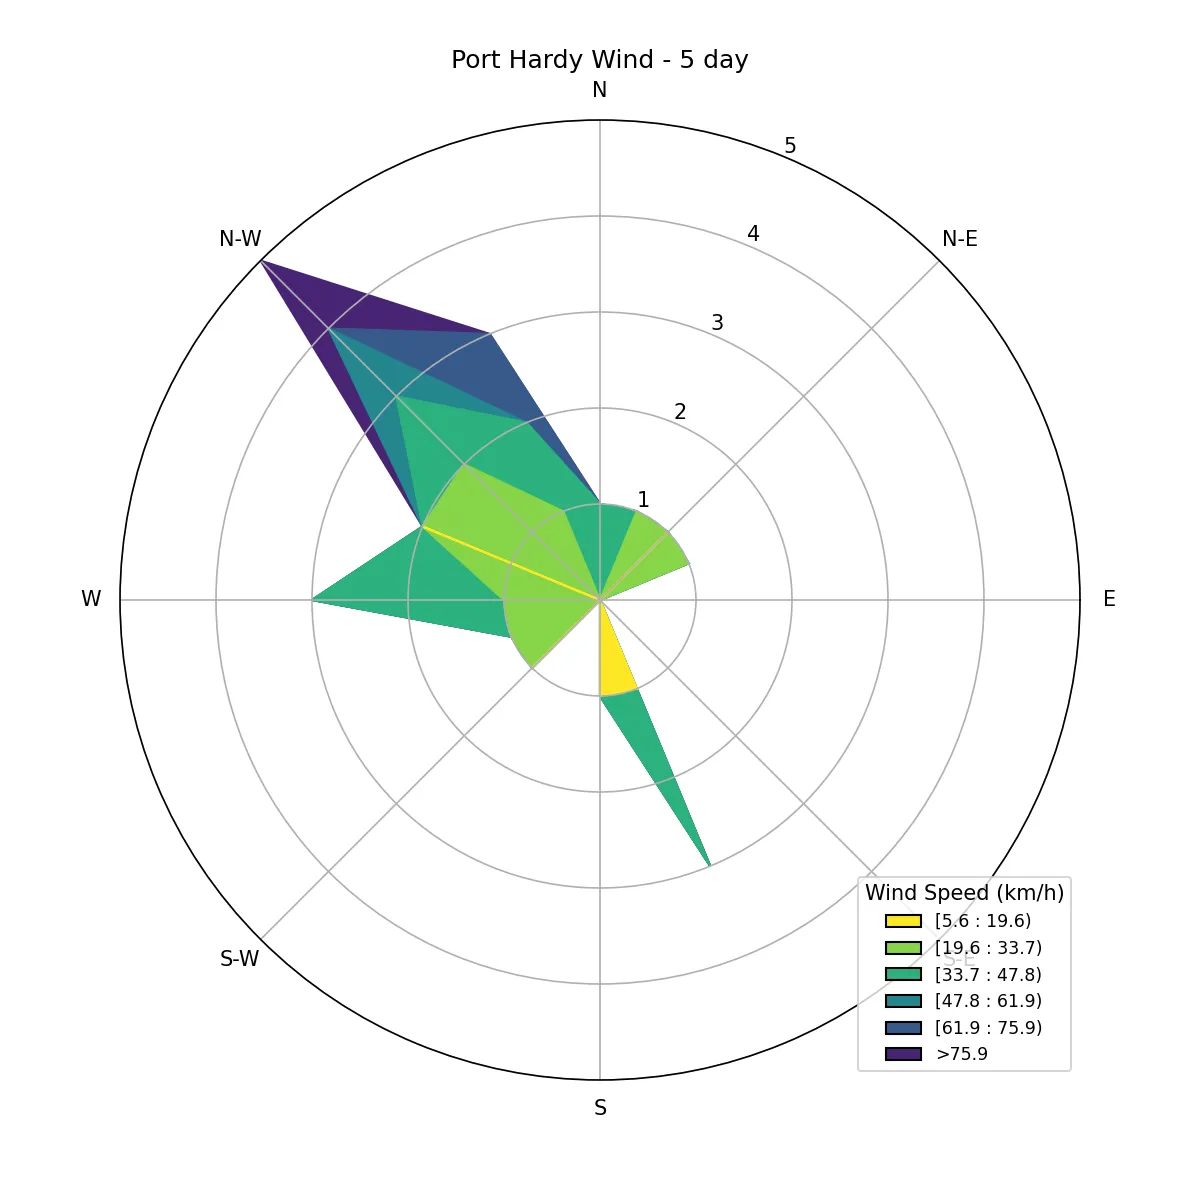 Port Hardy Wind - 5 day
N
5
N-W
4
N-E
3
2
1
W
E
Wind Speed (km/h)
[5.6 : 19.6)
[19.6 : 33.7)
S-W
S-E
[33.7 : 47.8)
[47.8 : 61.9)
[61.9 : 75.9)
>75.9
S